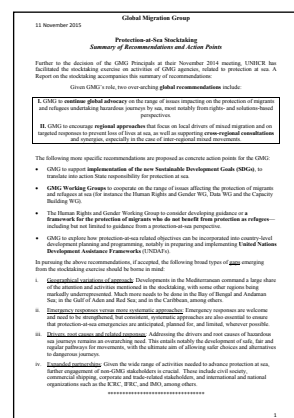 Global Migration Group
11 November 2015
Protection-at-Sea Stocktaking
Summary of Recommendations and Action Points
Further to the decision of the GMG Principals at their November 2014 meeting, UNHCR has
facilitated the stocktaking exercise on activities of GMG agencies, related to protection at sea. A
Report on the stocktaking accompanies this summary of recommendations:
Given GMG's role, two over-arching global recommendations include:
I. GMG to continue global advocacy on the range of issues impacting on the protection of migrants
and refugees undertaking hazardous journeys by sea, most notably from rights- and solutions-based
perspectives.
II. GMG to encourage regional approaches that focus on local drivers of mixed migration and on
targeted responses to prevent loss of lives at sea, as well as supporting cross-regional consultations
and synergies, especially in the case of inter-regional mixed movements.
The following more specific recommendations are proposed as concrete action points for the GMG:
• GMG to support implementation of the new Sustainable Development Goals (SDGs), to
translate into action State responsibility for protection at sea.
• GMG Working Groups to cooperate on the range of issues affecting the protection of migrants
and refugees at sea (for instance the Human Rights and Gender WG, Data WG and the Capacity
Building WG)
• The Human Rights and Gender Working Group to consider developing guidance or a
framework for the protection of migrants who do not benefit from protection as refugees—
including but not limited to guidance from a protection-at-sea perspective.
• GMG to explore how protection-at-sea related objectives can be incorporated into country-level
development planning and programming, notably in preparing and implementing United Nations
Development Assistance Frameworks (UNDAFs).
In pursuing the above recommendations, if accepted, the following broad types of gaps emerging
from the stocktaking exercise should be borne in mind:
i. Geographical variations of approach: Developments in the Mediterranean command a large share
of the attention and activities mentioned in the stocktaking, with some other regions being
markedly underrepresented. Much more needs to be done in the Bay of Bengal and Andaman
Sea, in the Gulf of Aden and Red Sea; and in the Caribbean, among others.
ii. Emergency responses versus more systematic approaches: Emergency responses are welcome
and need to be strengthened, but consistent, systematic approaches are also essential to ensure
that protection-at-sea emergencies are anticipated, planned for, and limited, wherever possible.
iii. Drivers, root causes and related responses: Addressing the drivers and root causes of hazardous
sea journeys remains an overarching need. This entails notably the development of safe, fair and
regular pathways for movements, with the ultimate aim of allowing safer choices and alternatives
to dangerous journeys.
iv. Expanded partnerships: Given the wide range of activities needed to advance protection at sea,
further engagement of non-GMG stakeholders is crucial. These include civil society,
commercial shipping, corporate and trade-related stakeholders, and international and national
organizations such as the ICRC, IFRC, and IMO, among others.
********************************
1